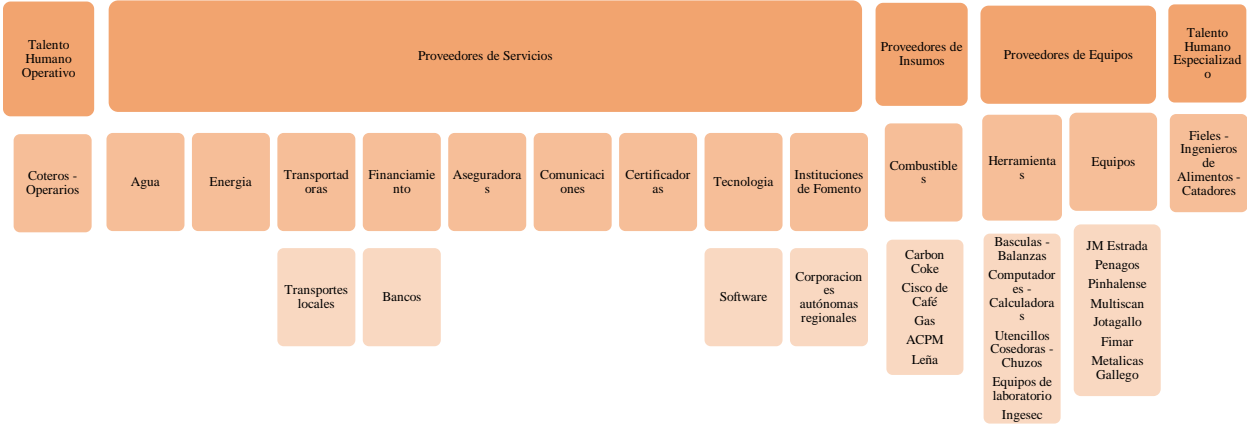 Talento
Humano
Operativo
Proveedores de Servicios
Proveedores de
Insumos
Proveedores de Equipos
Talento
Humano
Especializad
o
Coteros -
Operarios
Agua
Energia
Transportad
oras
Financiamie
nto
Aseguradora
s
Comunicaci
ones
Certificador
as
Tecnologia
Instituciones
de Fomento
Combustible
s
Herramienta
s
Equipos
Fieles -
Ingenieros
de
Alimentos -
Catadores
Transportes
locales
Bancos
Software
Corporacion
es
autónomas
regionales
Carbon
Coke
Cisco de
Café
Gas
ACPM
Leña
Basculas -
Balanzas
Computador
es -
Calculadora
s
Utencillos
Cosedoras -
Chuzos
Equipos de
laboratorio
Ingesec
JM Estrada
Penagos
Pinhalense
Multiscan
Jotagallo
Fimar
Metalicas
Gallego